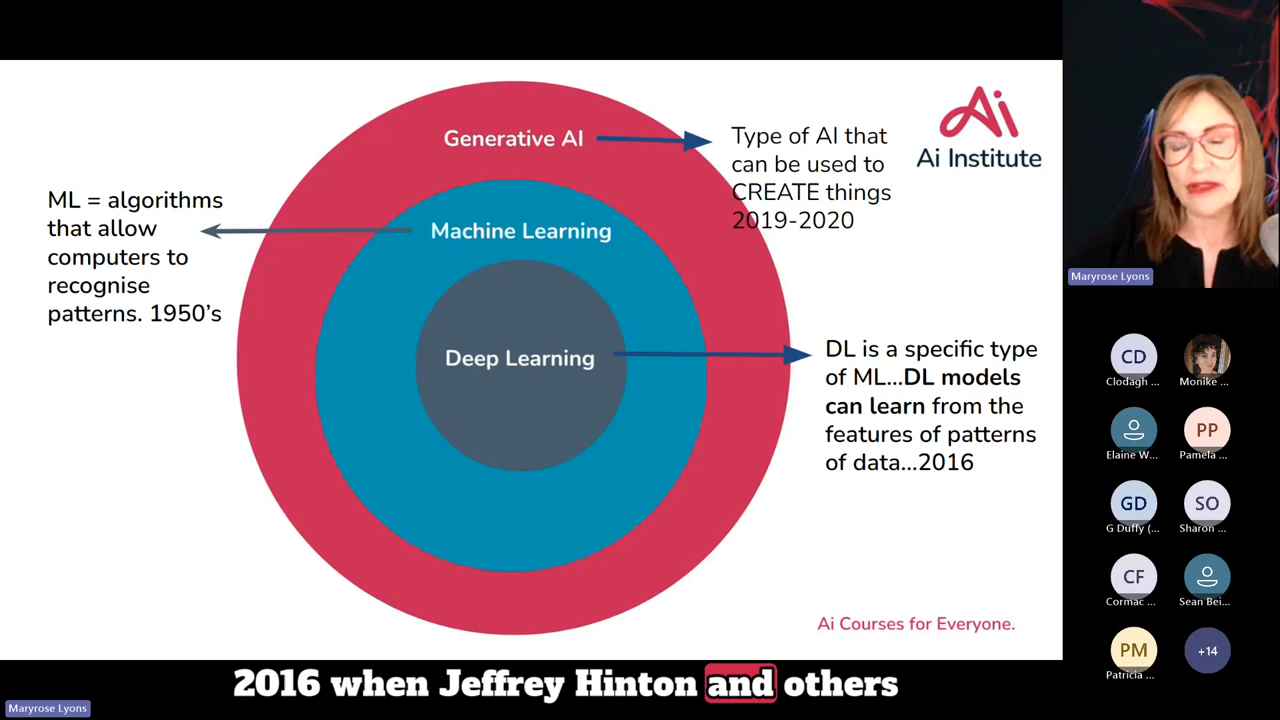 Generative AI
Type of AI that
can be used to
CREATE things
2019-2020
Ai
Ai Institute
ML = algorithms
that allow
computers to
recognise
patterns. 1950’s
Machine Learning
Deep Learning
DL is a specific type
of ML...DL models
can learn from the
features of patterns
of data...2016
Ai Courses for Everyone.
2016 when Jeffrey Hinton and others
Maryrose Lyons
Maryrose Lyons
CD
Clodagh ...
Monike ...
Elaine W...
PP
Pamela ...
GD
G Duffy (...
SO
Sharon ...
CF
Cormac ...
Sean Bei...
PM
Patricia ...
+14